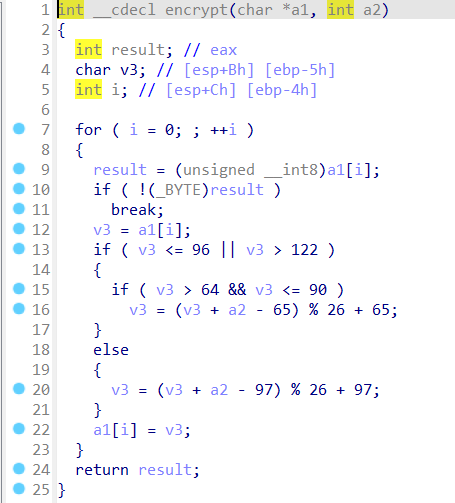 1 int __cdecl encrypt(char *a1, int a2)
2 {
3   int result; // eax
4   char v3; // [esp+Bh] [ebp-5h]
5   int i; // [esp+Ch] [ebp-4h]
6
7   for ( i = 0; ; ++i )
8   {
9     result = (unsigned __int8)a1[i];
10     if ( !(_BYTE)result )
11       break;
12     v3 = a1[i];
13     if ( v3 <= 96 || v3 > 122 )
14     {
15       if ( v3 > 64 && v3 <= 90 )
16         v3 = (v3 + a2 - 65) % 26 + 65;
17     }
18     else
19     {
20       v3 = (v3 + a2 - 97) % 26 + 97;
21     }
22     a1[i] = v3;
23   }
24   return result;
25 }